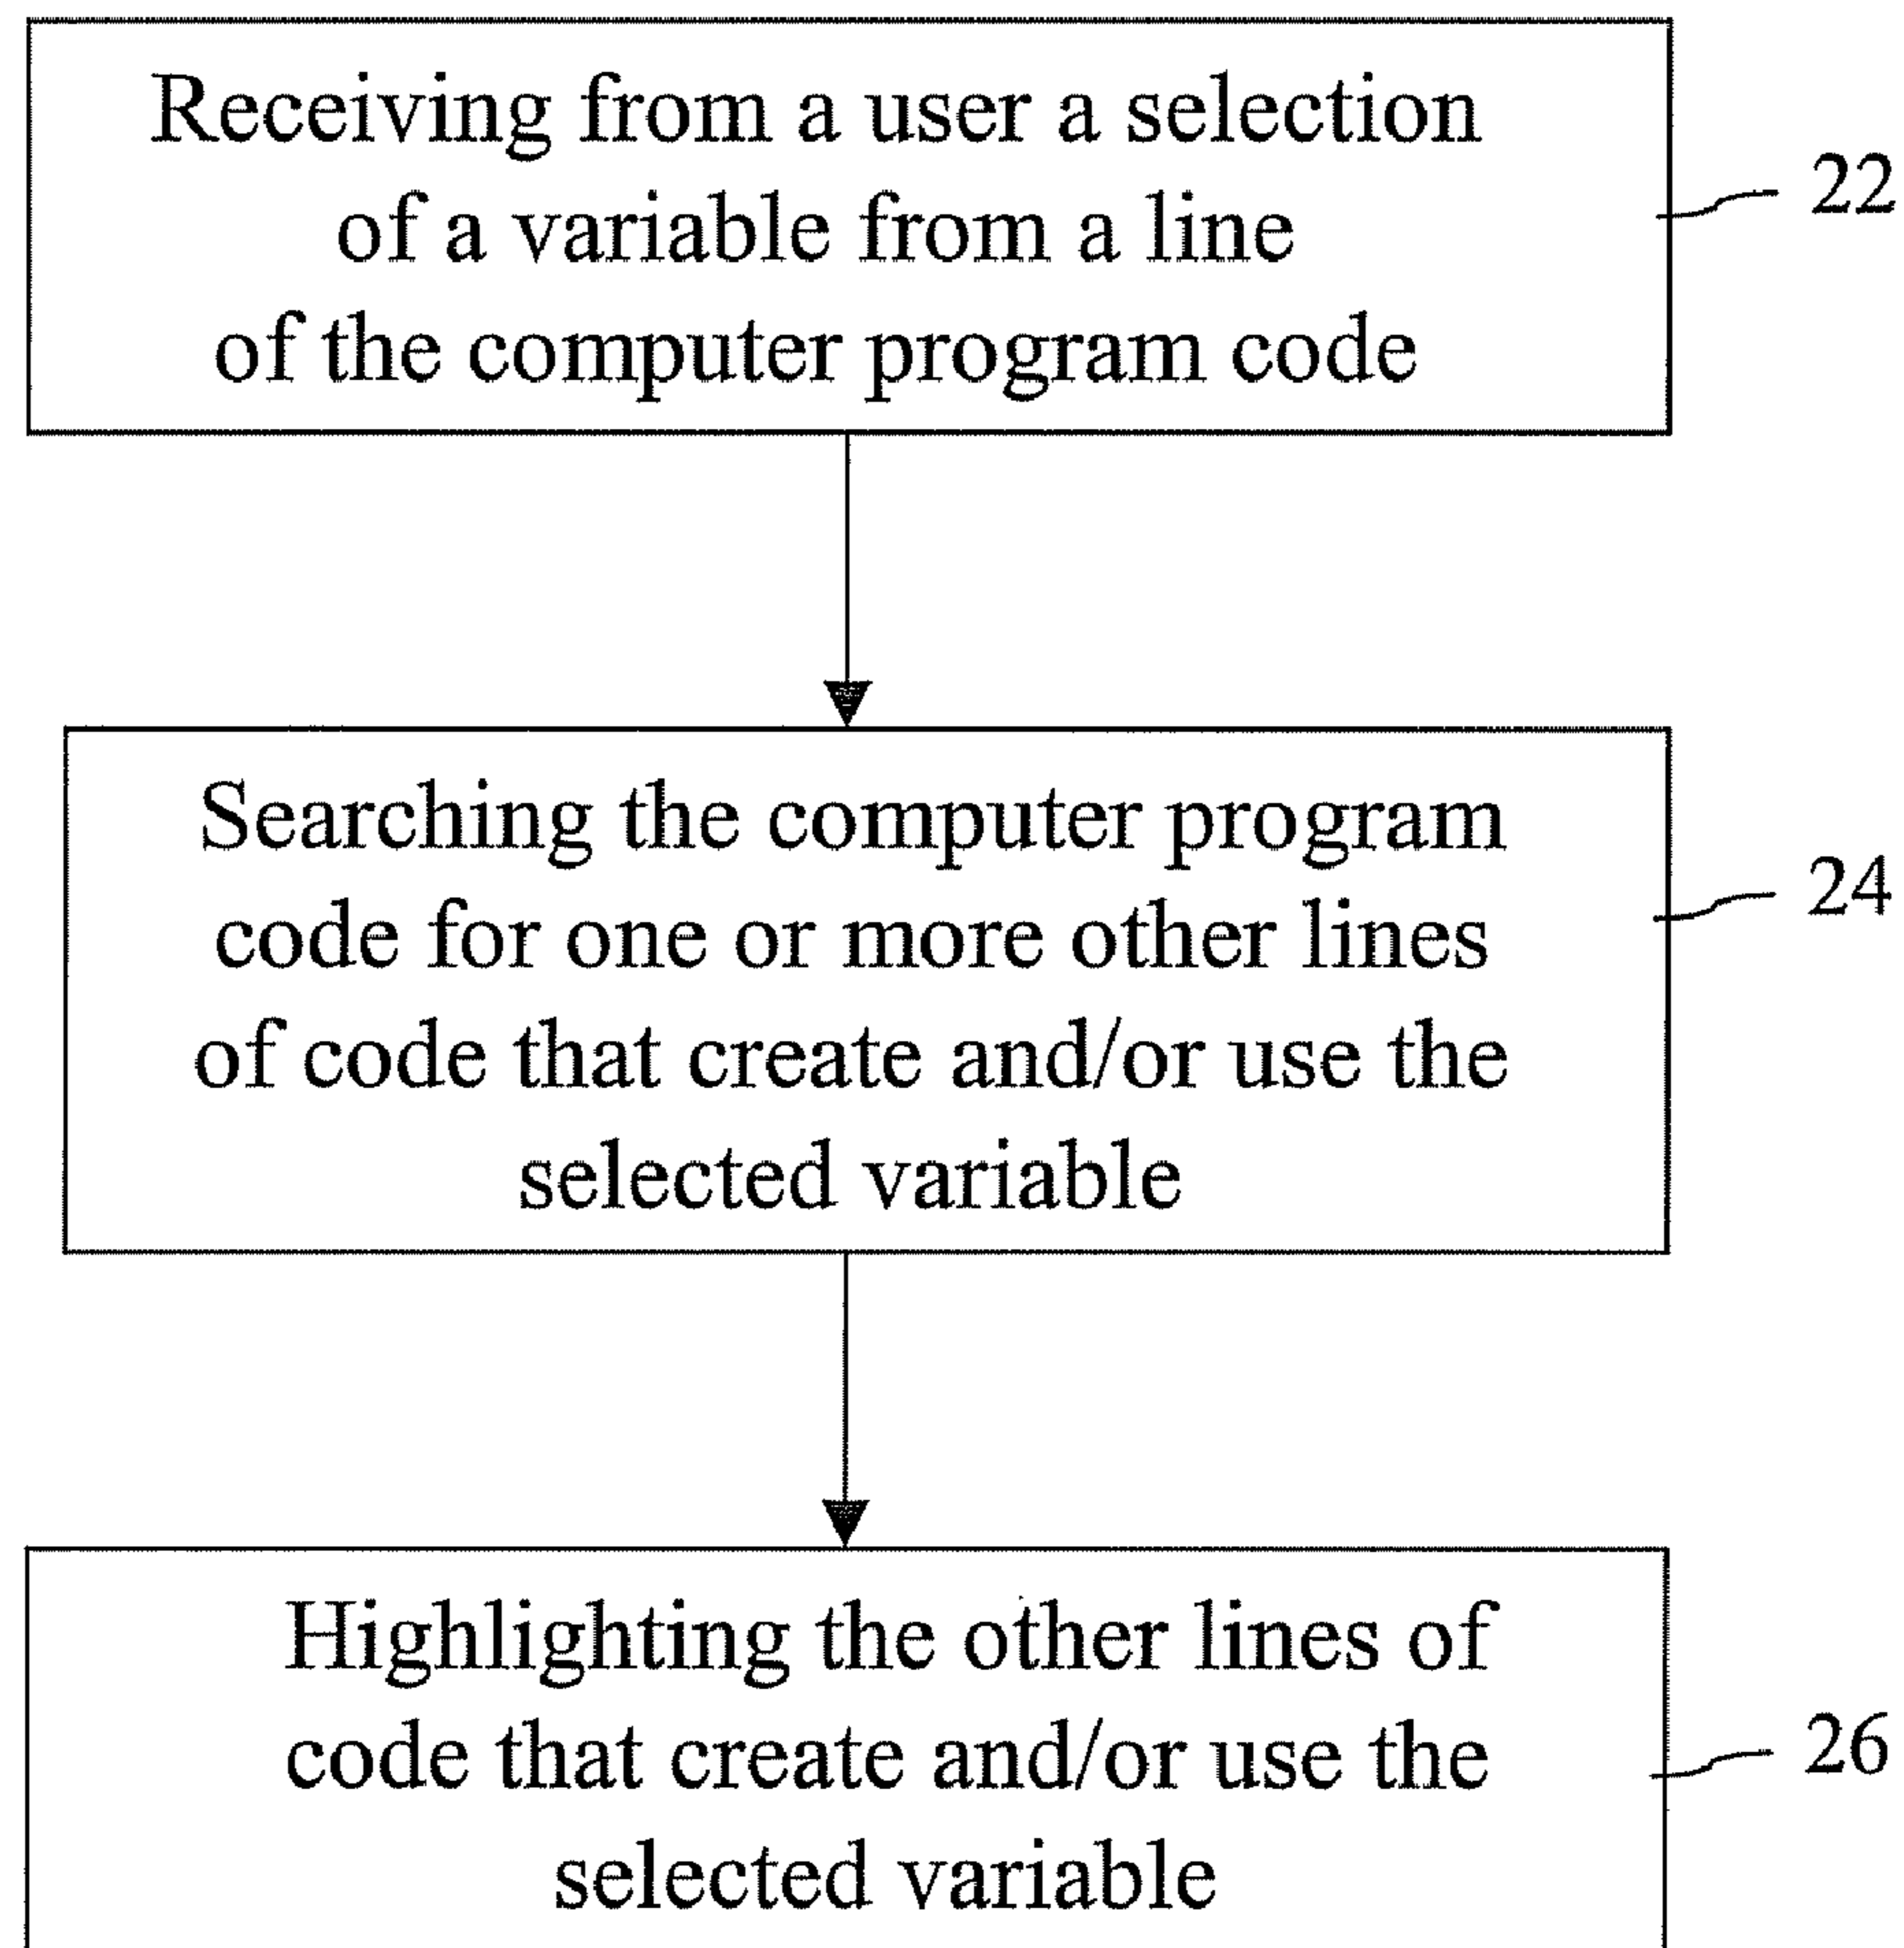 Receiving from a user a selection
of a variable from a line
of the computer program code
22
Searching the computer program
code for one or more other lines
of code that create and/or use the
selected variable
24
Highlighting the other lines of
code that create and/or use the
selected variable
26